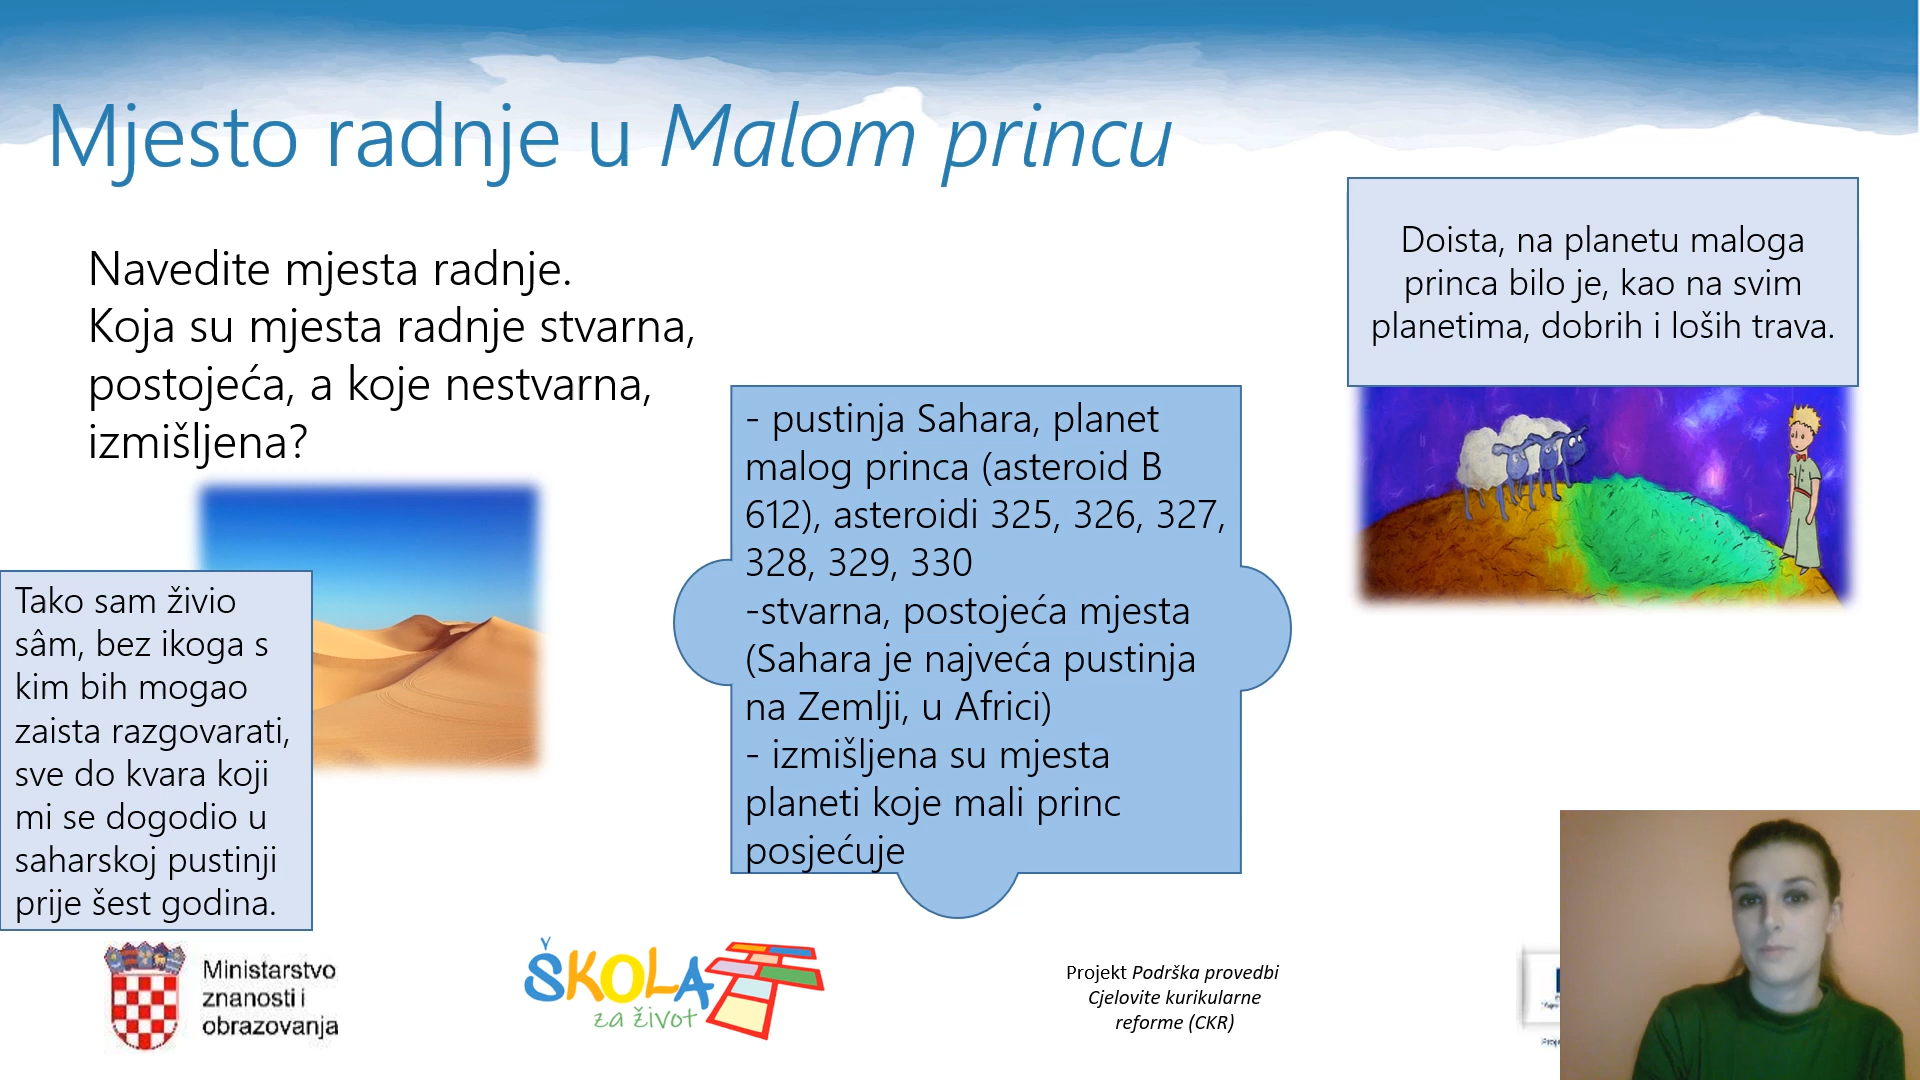 Mjesto radnje u Malom princu
Navedite mjesta radnje.
Koja su mjesta radnje stvarna,
postojeća, a koje nestvarna,
izmišljena?
Tako sam živio
sâm, bez ikoga s
kim bih mogao
zaista razgovarati,
sve do kvara koji
mi se dogodio u
saharskoj pustinji
prije šest godina.
- pustinja Sahara, planet
malog princa (asteroid B
612), asteroidi 325, 326, 327,
328, 329, 330
-stvarna, postojeća mjesta
(Sahara je najveća pustinja
na Zemlji, u Africi)
- izmišljena su mjesta
planeti koje mali princ
posjećuje
Doista, na planetu maloga
princa bilo je, kao na svim
planetima, dobrih i loših trava.
Ministarstvo
znanosti i
obrazovanja
ŠKOLA
za život
Projekt Podrška provedbi
Cjelovite kurikularne
reforme (CKR)